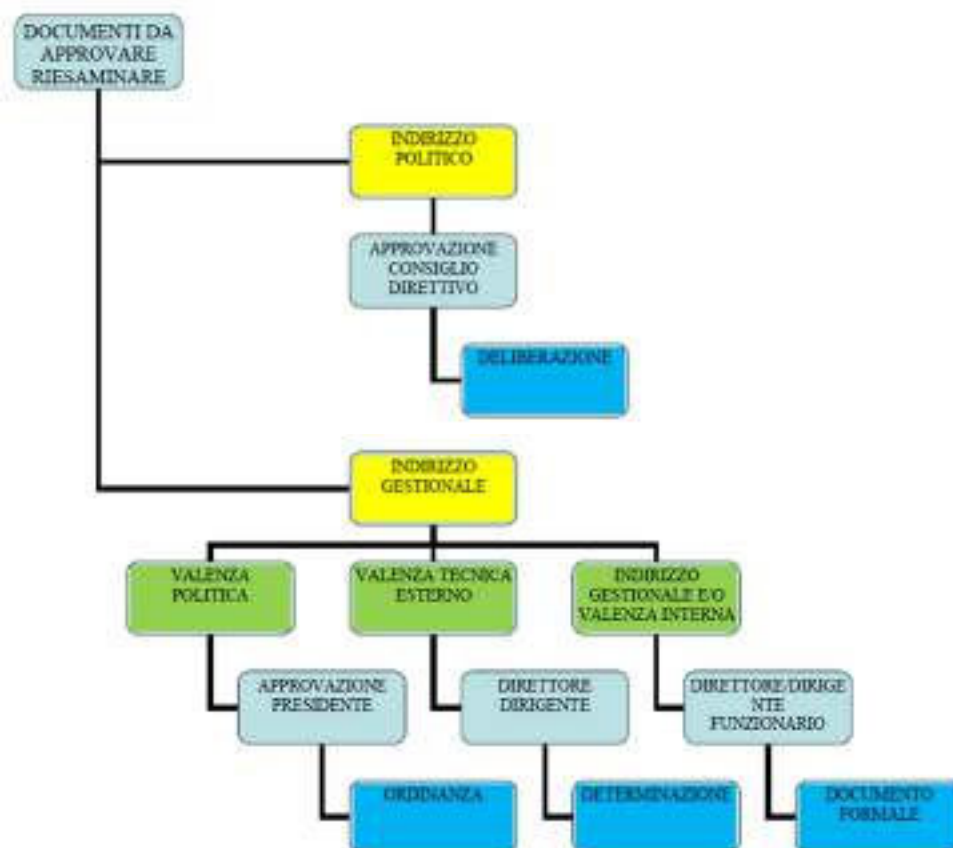 DOCUMENTI DA
APPROVARE
RIESAMINARE
INDIRIZZO
POLITICO
APPROVAZIONE
CONSIGLIO
DIRETTIVO
DELIBERAZIONE
INDIRIZZO
GESTIONALE
VALENZA
POLITICA
VALENZA TECNICA
ESTERNO
INDIRIZZO
GESTIONALE E/O
VALENZA INTERNA
APPROVAZIONE
PRESIDENTE
DIRETTORE
DIRIGENTE
DIRETTORE/DIRIGE
NTE
FUNZIONARIO
ORDINANZA
DETERMINAZIONE
DOCUMENTO
FORMALE